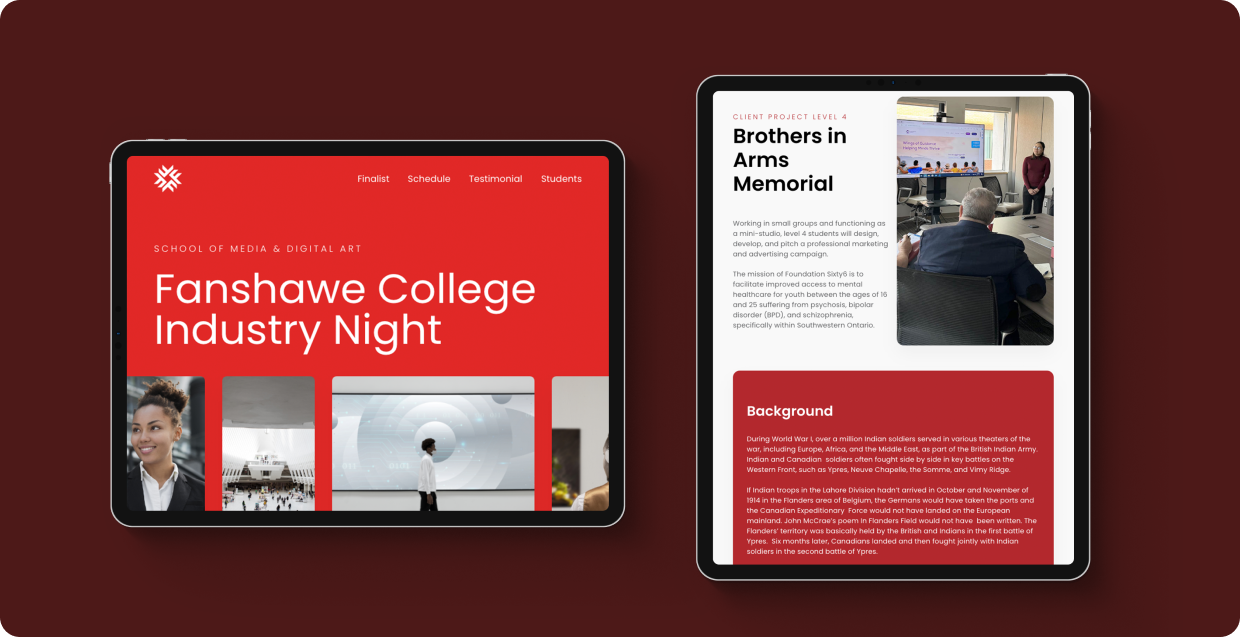 Finalist Schedule Testimonial Students
SCHOOL OF MEDIA & DIGITAL ART
Fanshawe College
Industry Night
CLIENT PROJECT LEVEL 4
Brothers in
Arms
Memorial
Working in small groups and functioning as
a mini-studio, level 4 students will design,
develop, and pitch a professional marketing
and advertising campaign.
The mission of Foundation Sixty6 is to
facilitate improved access to mental
healthcare for youth between the ages of 16
and 25 suffering from psychosis, bipolar
disorder (BPD), and schizophrenia,
specifically within Southwestern Ontario.
Background
During World War I, over a million Indian soldiers served in various theaters of the
war, including Europe, Africa, and the Middle East, as part of the British Indian Army.
Indian and Canadian soldiers often fought side by side in key battles on the
Western Front, such as Ypres, Neuve Chapelle, the Somme, and Vimy Ridge.
If Indian troops in the Lahore Division hadn't arrived in October and November of
1914 in the Flanders area of Belgium, the Germans would have taken the ports and
the Canadian Expeditionary Force would not have landed on the European
mainland. John McCrae's poem In Flanders Field would not have been written. The
Flanders' territory was basically held by the British and Indians in the first battle of
Ypres. Six months later, Canadians landed and then fought jointly with Indian
soldiers in the second battle of Ypres.